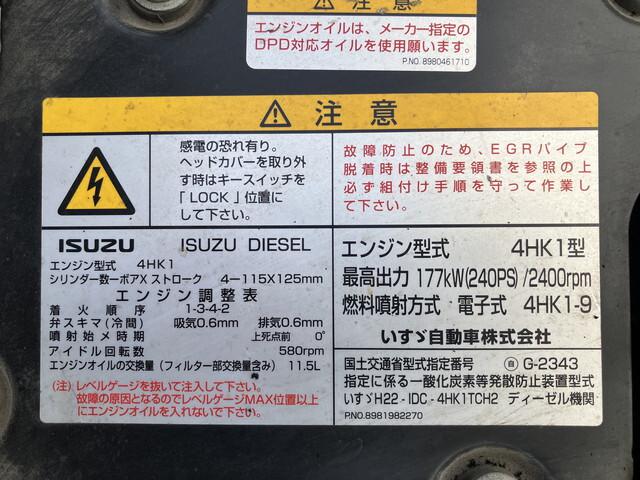 注意
エンジンオイルは、メーカー指定の
DPD対応オイルを使用願います。
P.NO. 8980461710
注意
感電の恐れ有り。
ヘッドカバーを取り外
す時はキースイッチを
「LOCK」位置に
して下さい。
故障防止のため、EGRパイプ
脱着時は整備要領書を参照の上
必ず組付け手順を守って作業し
て下さい。
ISUZU ISUZU DIESEL
エンジン型式 4HK1
シリンダー数ーボアX ストローク 4-115X125mm
エンジン調整表
着火順序 1-3-4-2
弁スキマ(冷間) 吸気0.6mm 排気0.6mm
噴射始メ時期 上死点前 0°
アイドル回転数 580rpm
エンジンオイルの交換量(フィルター部交換量含み) 11.5L
(注) レベルゲージを抜いて注入して下さい。
故障の原因となるのでレベルゲージMAX位置以上
にエンジンオイルを入れないで下さい。
エンジン型式 4HK1型
最高出力 177kW(240PS)/2400rpm
燃料噴射方式 電子式 4HK1-9
いすゞ自動車株式会社
国土交通省型式指定番号 自 G-2343
指定に係る一酸化炭素等発散防止装置型式
いすゞH22-IDC-4HK1TCH2 ディーゼル機関
P.NO.8981982270